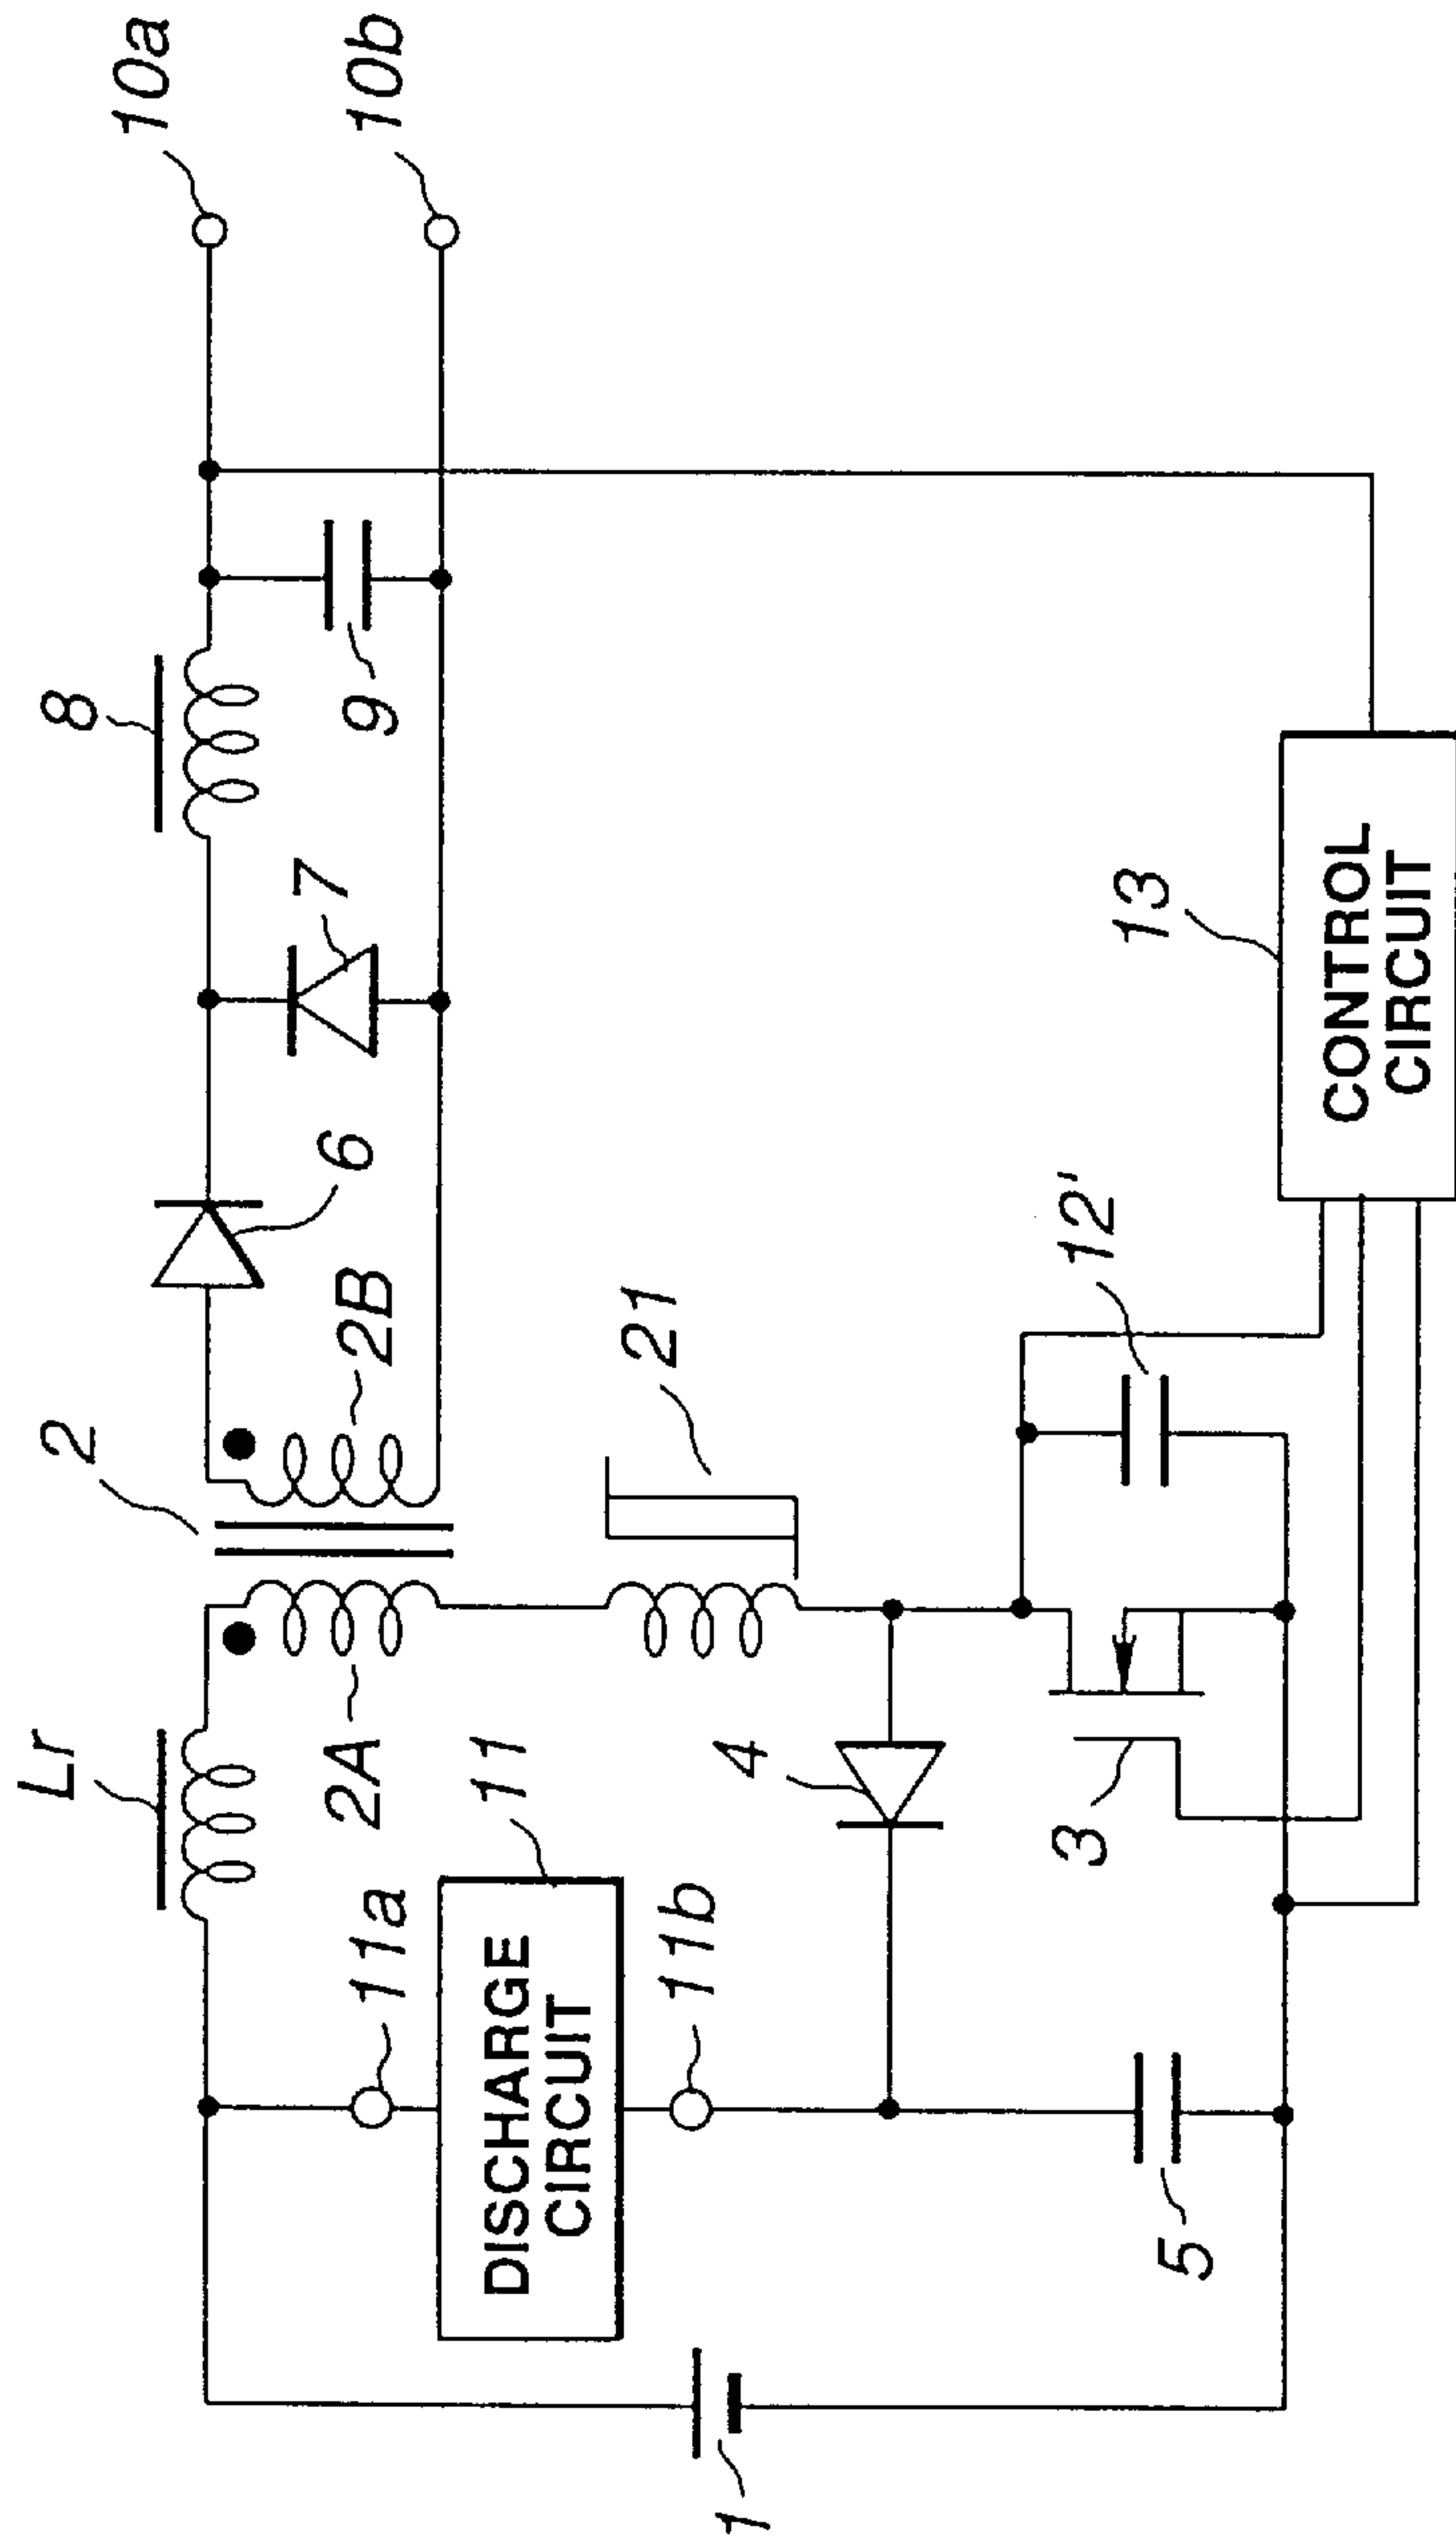 10a
10b
8
9
7
6
2
2B
21
Lr
2A
11
11a
DISCHARGE
CIRCUIT
11b
4
3
12'
13
CONTROL
CIRCUIT
5
1